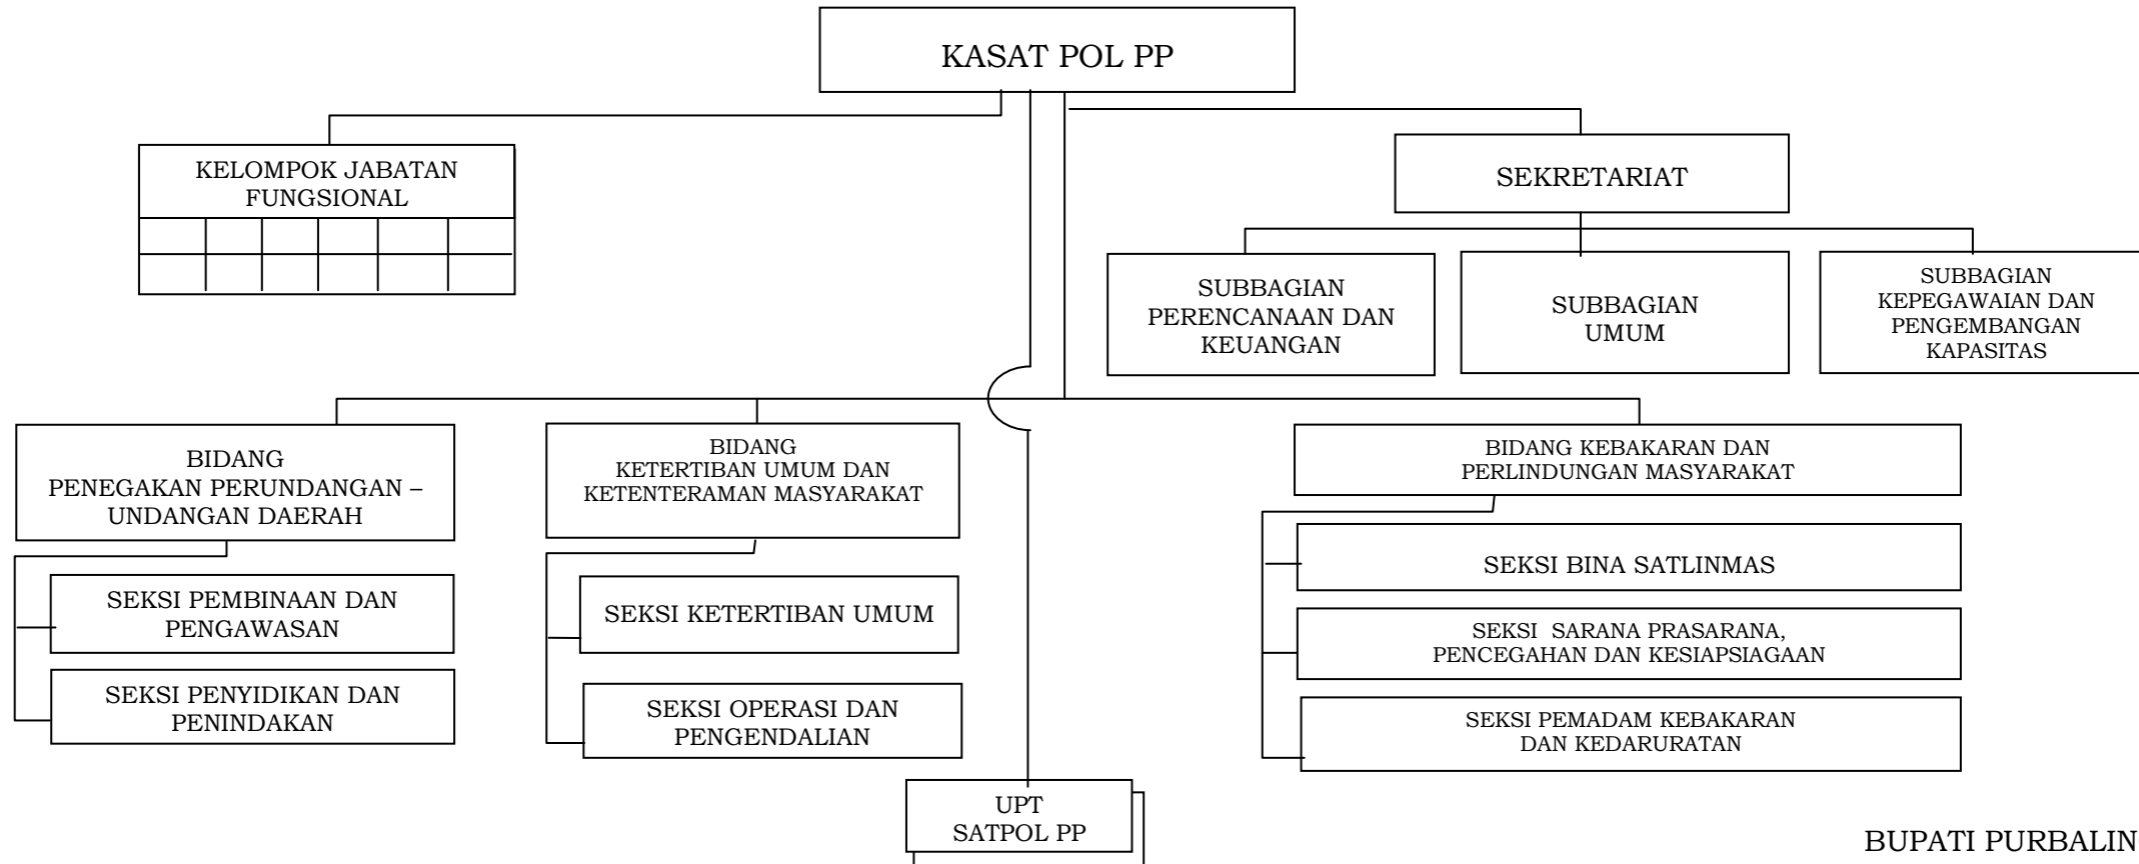 KASAT POL PP
KELOMPOK JABATAN
FUNGSIONAL
SEKRETARIAT
SUBBAGIAN
PERENCANAAN DAN
KEUANGAN
SUBBAGIAN
UMUM
SUBBAGIAN
KEPEGAWAIAN DAN
PENGEMBANGAN
KAPASITAS
BIDANG
PENEGAKAN PERUNDANGAN –
UNDANGAN DAERAH
SEKSI PEMBINAAN DAN
PENGAWASAN
SEKSI PENYIDIKAN DAN
PENINDAKAN
BIDANG
KETERTIBAN UMUM DAN
KETENTERAMAN MASYARAKAT
SEKSI KETERTIBAN UMUM
SEKSI OPERASI DAN
PENGENDALIAN
BIDANG KEBAKARAN DAN
PERLINDUNGAN MASYARAKAT
SEKSI BINA SATLINMAS
SEKSI SARANA PRASARANA,
PENCEGAHAN DAN KESIAPSIAGAAN
SEKSI PEMADAM KEBAKARAN
DAN KEDARURATAN
UPT
SATPOL PP
BUPATI PURBALIN